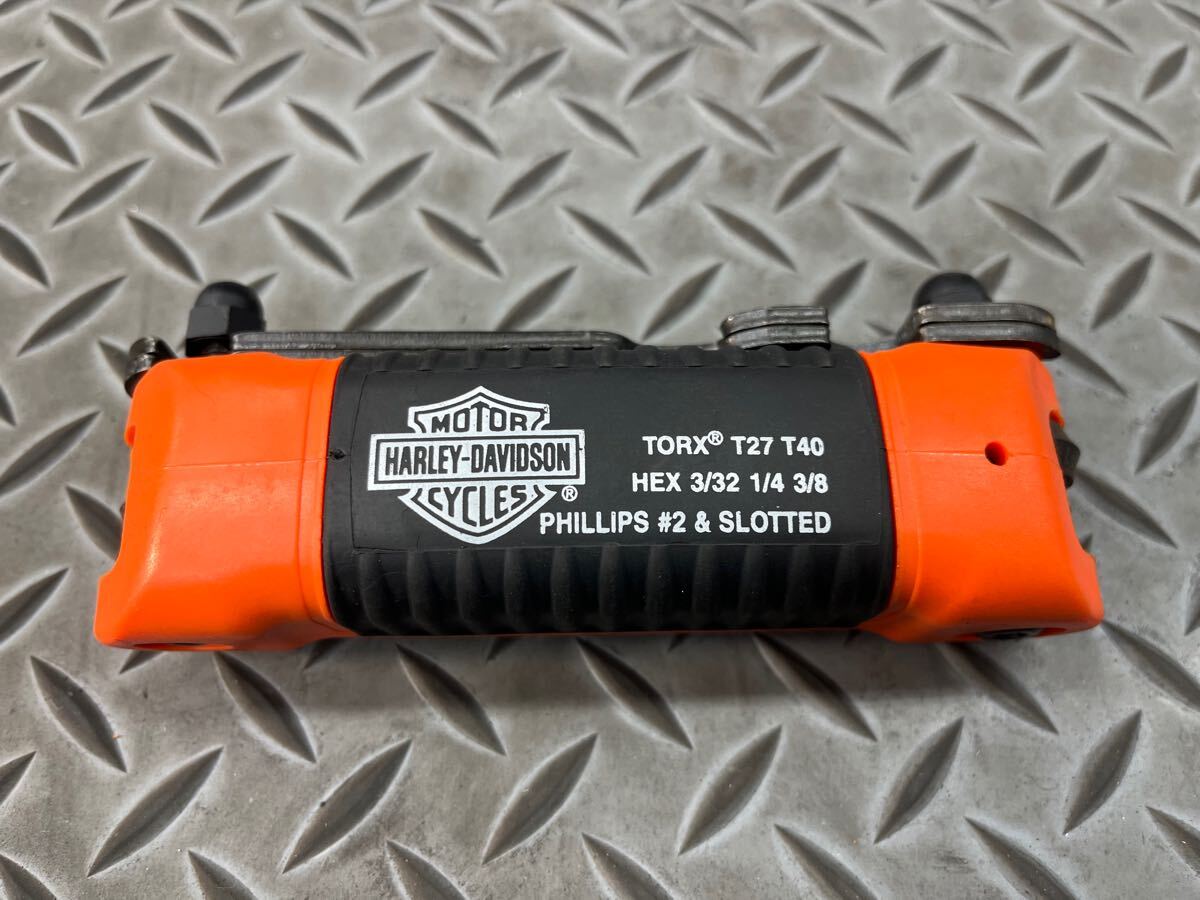 MOTOR
HARLEY-DAVIDSON
CYCLES ®
TORX® T27 T40
HEX 3/32 1/4 3/8
PHILLIPS #2 & SLOTTED